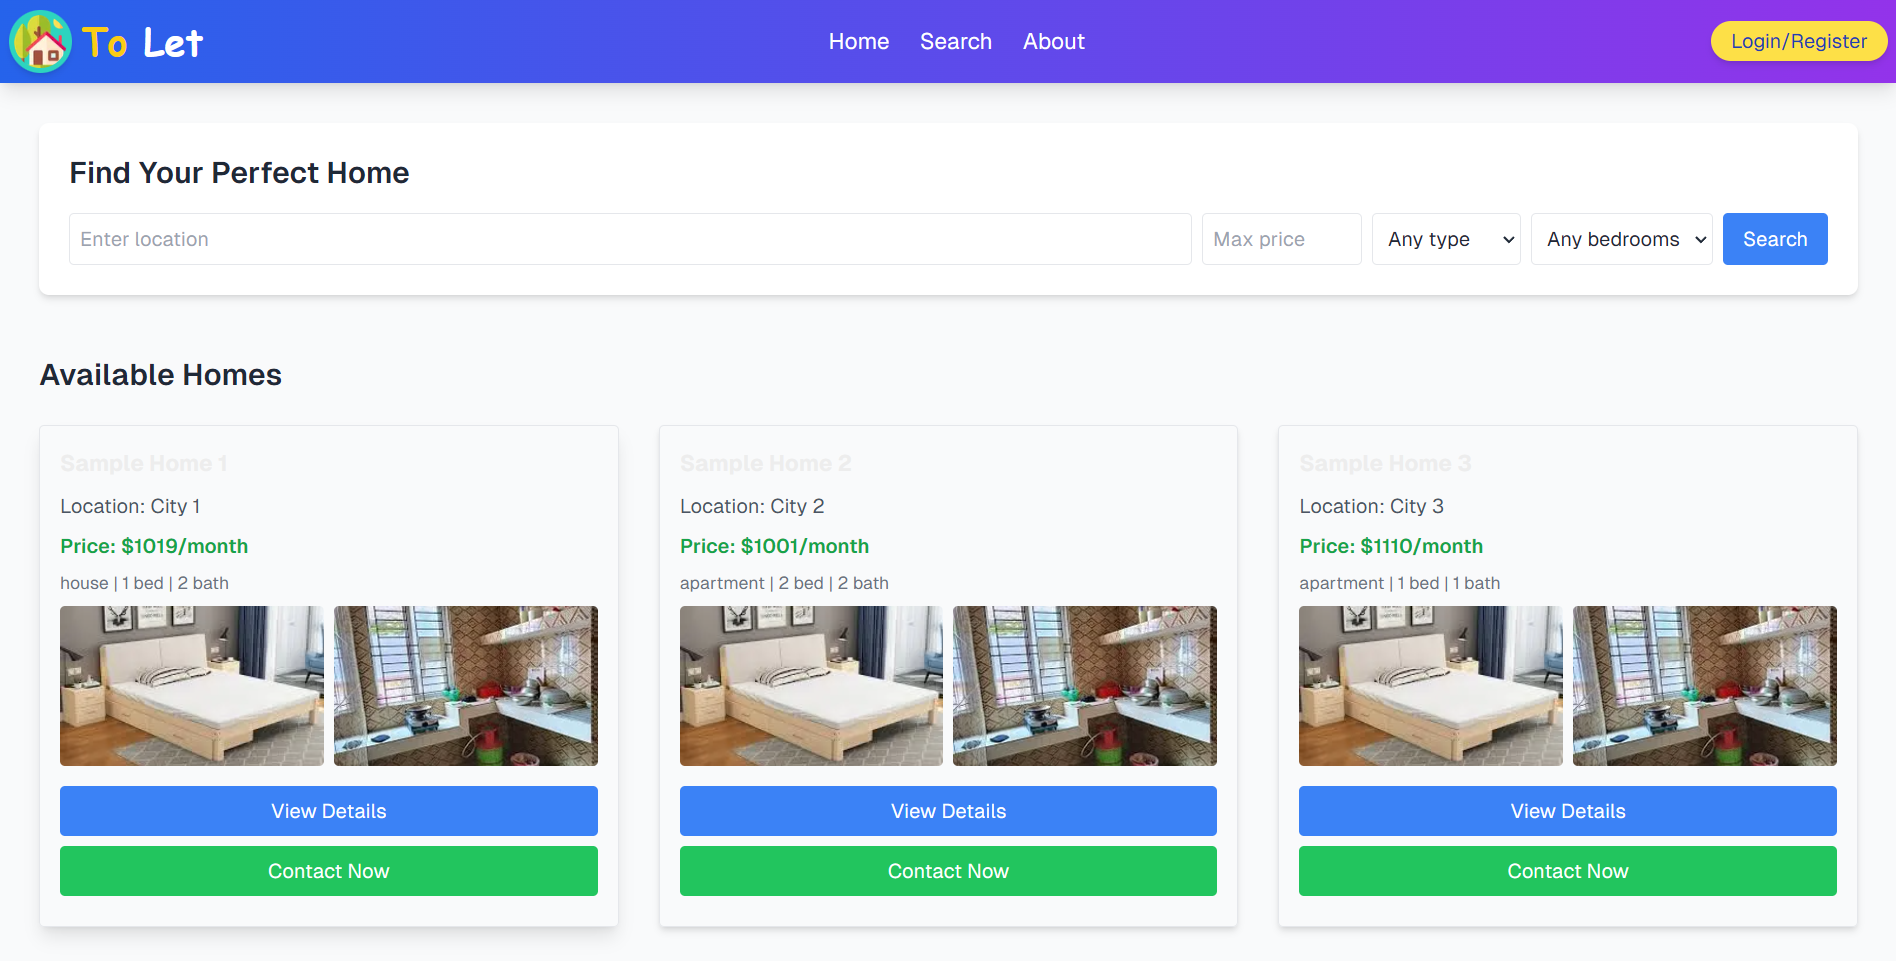 To Let
Home Search About
Login/Register
Find Your Perfect Home
Enter location
Max price
Any type
Any bedrooms
Search
Available Homes
Sample Home 1
Location: City 1
Price: $1019/month
house | 1 bed | 2 bath
View Details
Contact Now
Sample Home 2
Location: City 2
Price: $1001/month
apartment | 2 bed | 2 bath
View Details
Contact Now
Sample Home 3
Location: City 3
Price: $1110/month
apartment | 1 bed | 1 bath
View Details
Contact Now